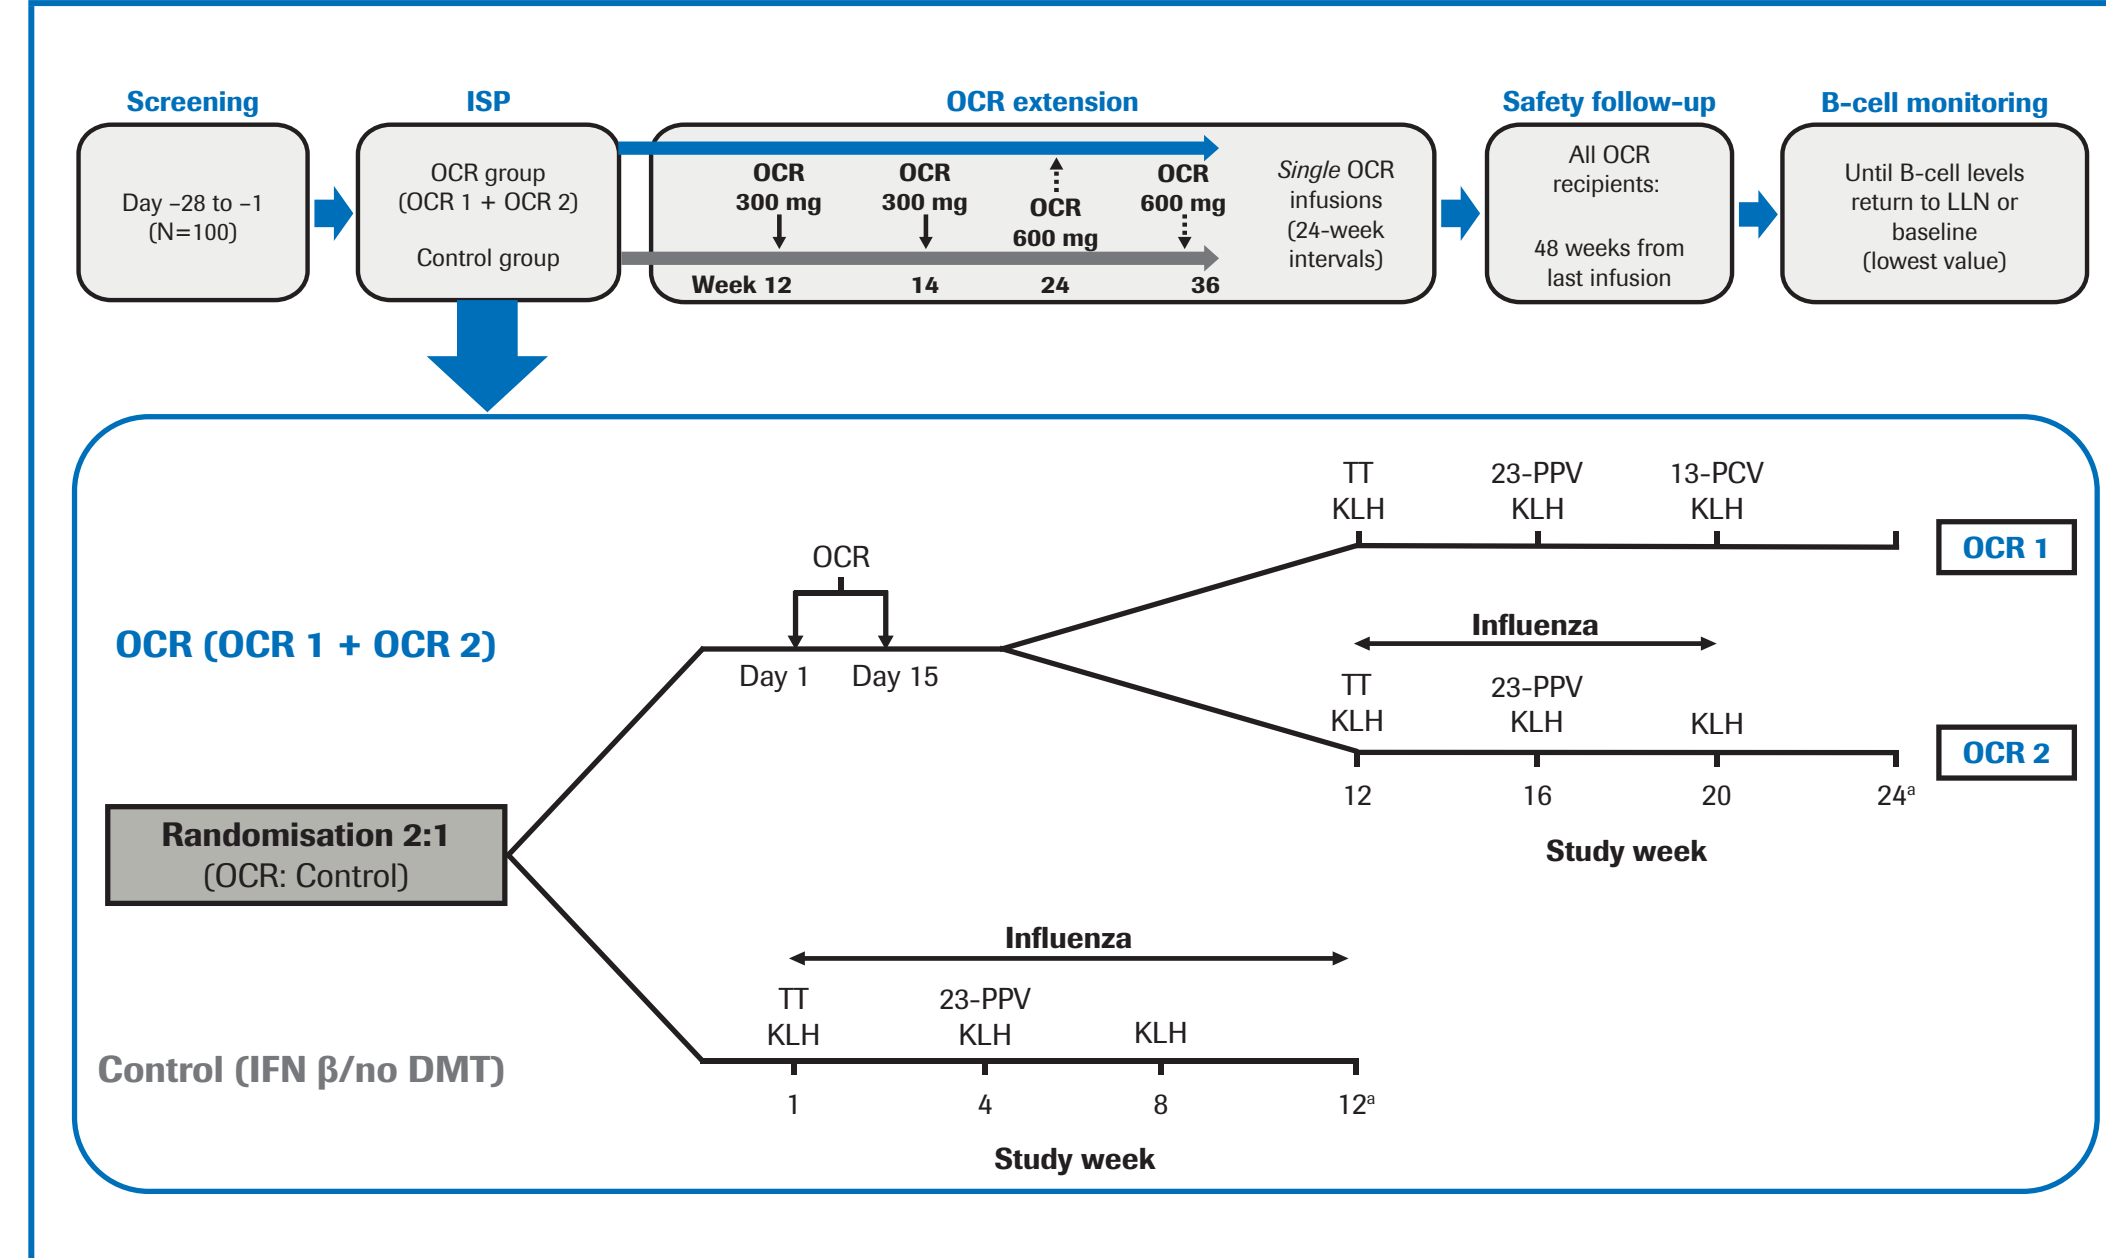 Screening
ISP
OCR extension
Safety follow-up
B-cell monitoring
Day –28 to –1
(N=100)
OCR group
(OCR 1 + OCR 2)
Control group
OCR
300 mg
OCR
300 mg
OCR
600 mg
OCR
600 mg
Week 12
14
24
36
Single OCR
infusions
(24-week
intervals)
All OCR
recipients:
48 weeks from
last infusion
Until B-cell levels
return to LLN or
baseline
(lowest value)
TT
KLH
23-PPV
KLH
13-PCV
KLH
OCR 1
OCR
Day 1
Day 15
OCR (OCR 1 + OCR 2)
Influenza
TT
KLH
23-PPV
KLH
KLH
OCR 2
12
16
20
24ᵃ
Study week
Randomisation 2:1
(OCR: Control)
Influenza
TT
KLH
23-PPV
KLH
KLH
Control (IFN β/no DMT)
1
4
8
12ᵃ
Study week